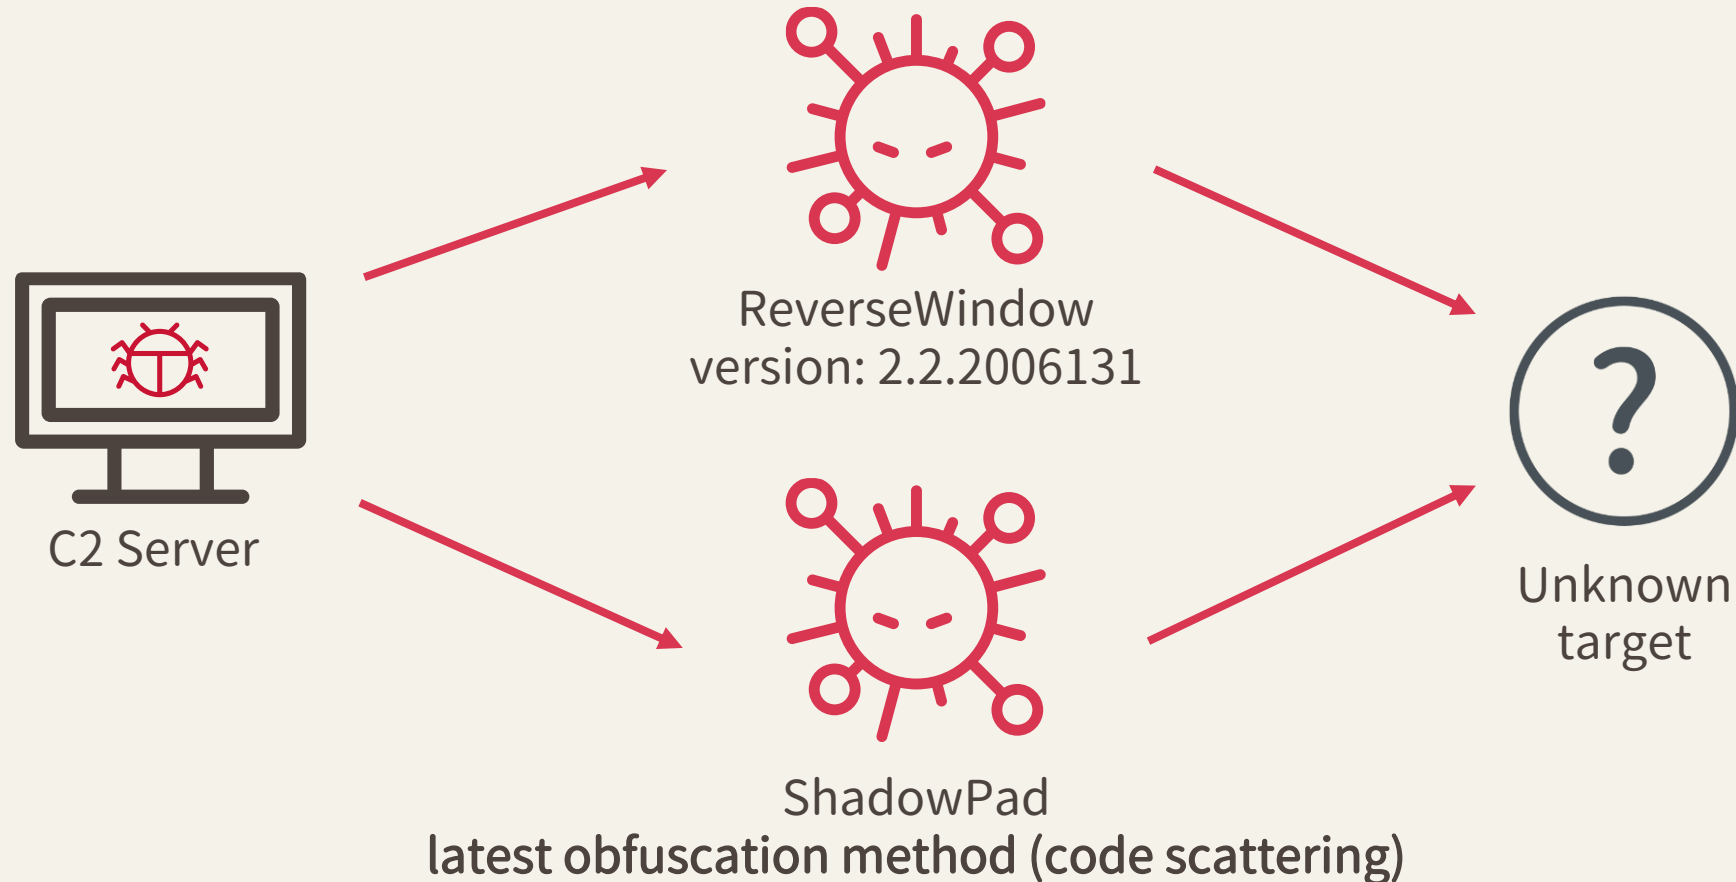 ReverseWindow
version: 2.2.2006131
C2 Server
Unknown
target
ShadowPad
latest obfuscation method (code scattering)